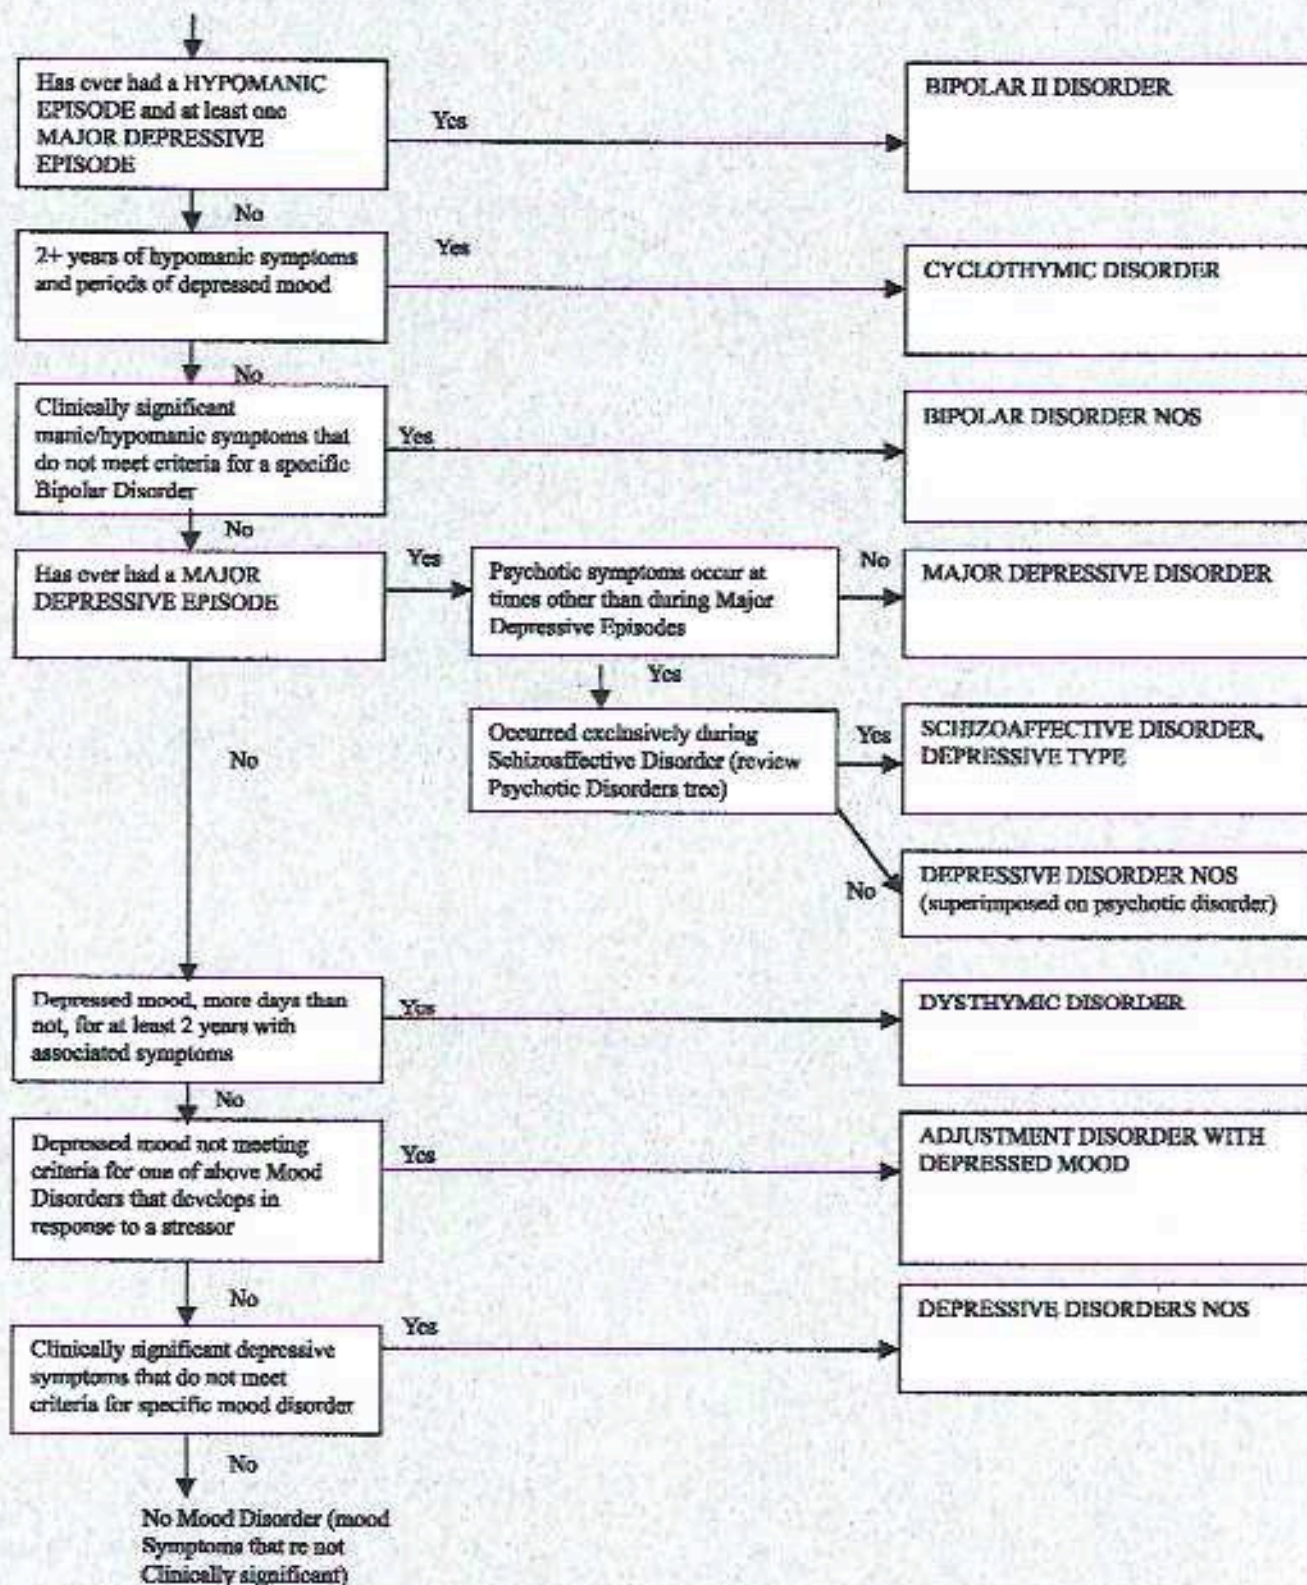 Has ever had a HYPOMANIC
EPISODE and at least one
MAJOR DEPRESSIVE
EPISODE
Yes
BIPOLAR II DISORDER
No
2+ years of hypomanic symptoms
and periods of depressed mood
Yes
CYCLOTHYMIC DISORDER
No
Clinically significant
manic/hypomanic symptoms that
do not meet criteria for a specific
Bipolar Disorder
Yes
BIPOLAR DISORDER NOS
No
Has ever had a MAJOR
DEPRESSIVE EPISODE
Yes
Psychotic symptoms occur at
times other than during Major
Depressive Episodes
No
MAJOR DEPRESSIVE DISORDER
Yes
Occurred exclusively during
Schizoaffective Disorder (review
Psychotic Disorders tree)
Yes
SCHIZOAFFECTIVE DISORDER,
DEPRESSIVE TYPE
No
No
DEPRESSIVE DISORDER NOS
(superimposed on psychotic disorder)
Depressed mood, more days than
not, for at least 2 years with
associated symptoms
Yes
DYSTHYMIC DISORDER
No
Depressed mood not meeting
criteria for one of above Mood
Disorders that develops in
response to a stressor
Yes
ADJUSTMENT DISORDER WITH
DEPRESSED MOOD
No
Clinically significant depressive
symptoms that do not meet
criteria for specific mood disorder
Yes
DEPRESSIVE DISORDERS NOS
No
No Mood Disorder (mood
Symptoms that re not
Clinically significant)